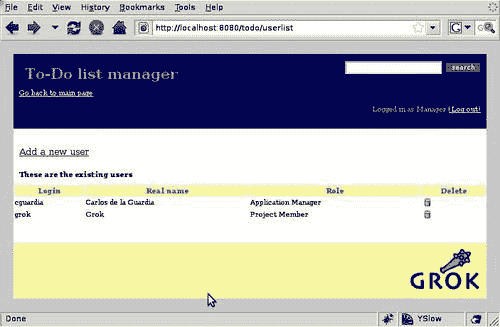 File Edit View History Bookmarks Tools Help
http://localhost:8080/todo/userlist
To-Do list manager
search
Go back to main page
Logged in as Manager (Log out)
Add a new user
These are the existing users
Login Real name Role Delete
cguardia Carlos de la Guardia Application Manager
grok Grok Project Member
GROK
Done YSlow